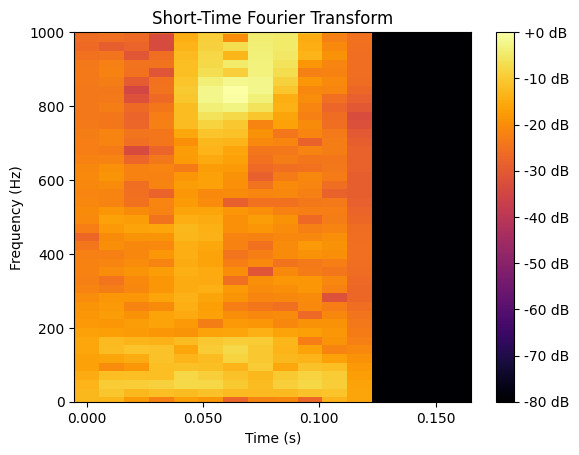 Short-Time Fourier Transform
1000
800
600
400
200
0
Frequency (Hz)
0.000
0.050
0.100
0.150
Time (s)
+0 dB
-10 dB
-20 dB
-30 dB
-40 dB
-50 dB
-60 dB
-70 dB
-80 dB